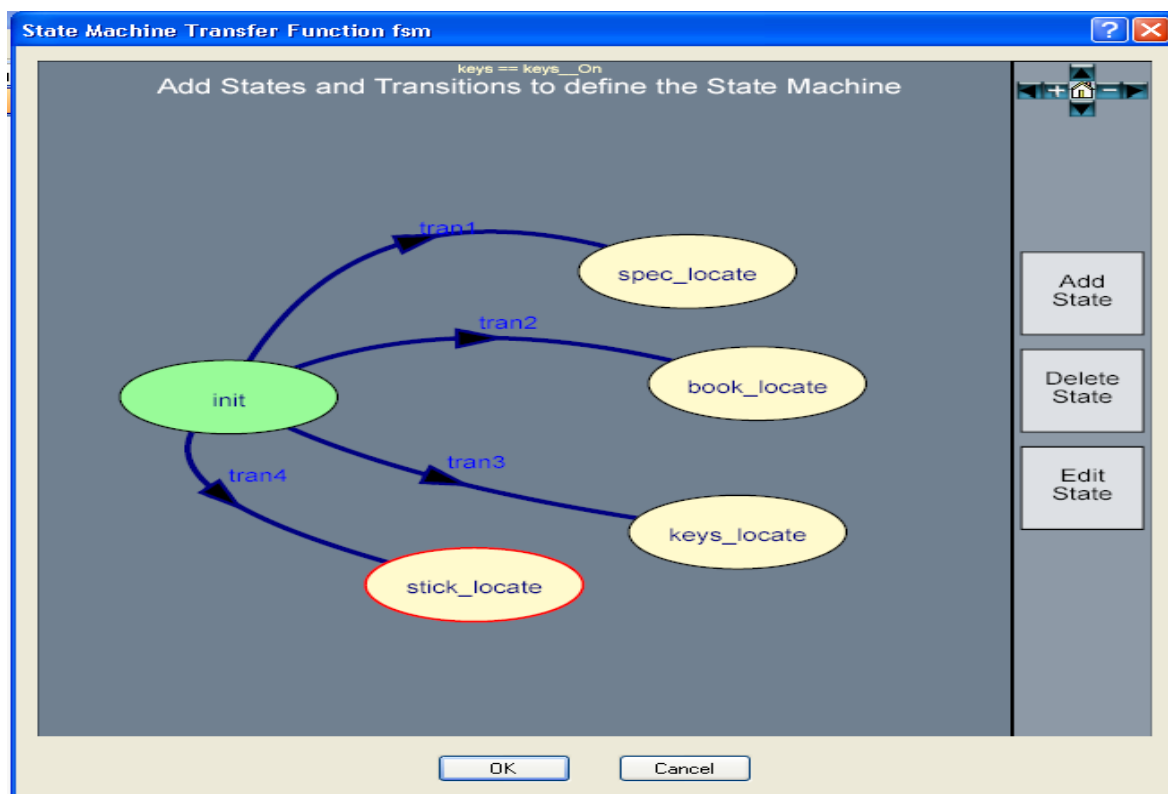 State Machine Transfer Function fsm
keys == keys__On
Add States and Transitions to define the State Machine
tran1
spec_locate
Add
State
tran2
book_locate
Delete
State
init
tran3
tran4
Edit
State
keys_locate
stick_locate
OK
Cancel